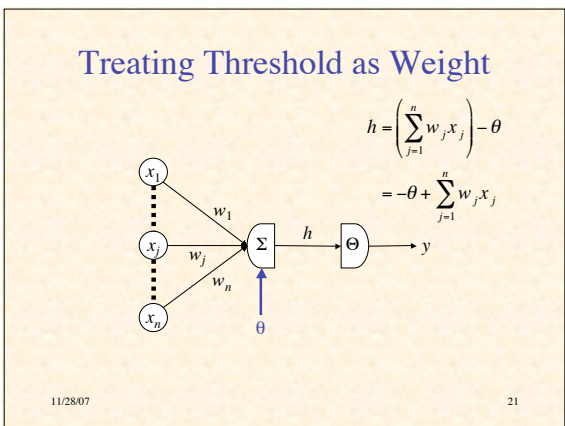 Treating Threshold as Weight
h = ( ∑_{j=1}^{n} w_j x_j ) − θ
= −θ + ∑_{j=1}^{n} w_j x_j
x_1
w_1
x_j
w_j
Σ
h
Θ
y
w_n
x_n
θ
11/28/07
21